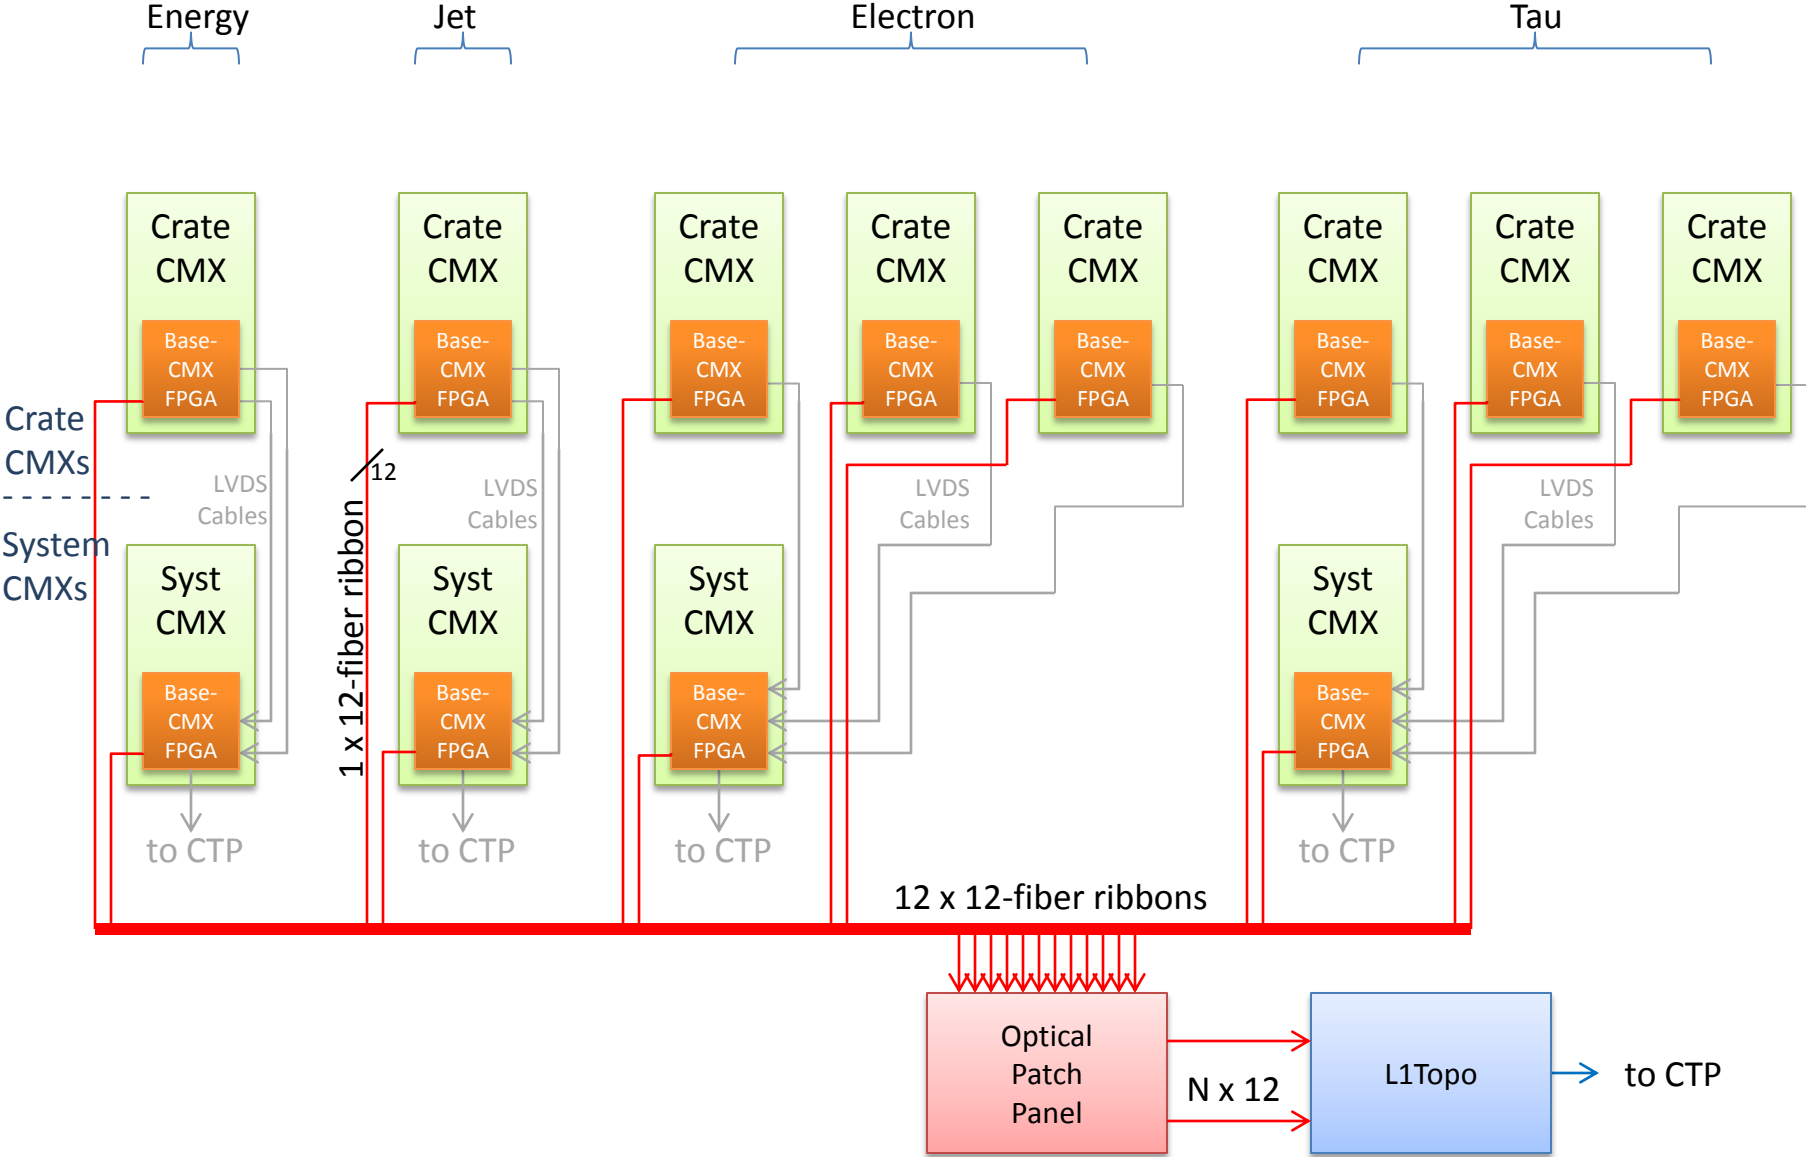 Energy
Jet
Electron
Tau
Crate
CMX
Base-
CMX
FPGA
Crate
CMX
Base-
CMX
FPGA
Crate
CMX
Base-
CMX
FPGA
Crate
CMX
Base-
CMX
FPGA
Crate
CMX
Base-
CMX
FPGA
Crate
CMX
Base-
CMX
FPGA
Crate
CMX
Base-
CMX
FPGA
Crate
CMX
Base-
CMX
FPGA
Crate
CMXs
System
CMXs
LVDS
Cables
12
1 x 12-fiber ribbon
LVDS
Cables
LVDS
Cables
LVDS
Cables
Syst
CMX
Base-
CMX
FPGA
to CTP
Syst
CMX
Base-
CMX
FPGA
to CTP
Syst
CMX
Base-
CMX
FPGA
to CTP
Syst
CMX
Base-
CMX
FPGA
to CTP
12 x 12-fiber ribbons
Optical
Patch
Panel
N x 12
L1Topo
to CTP